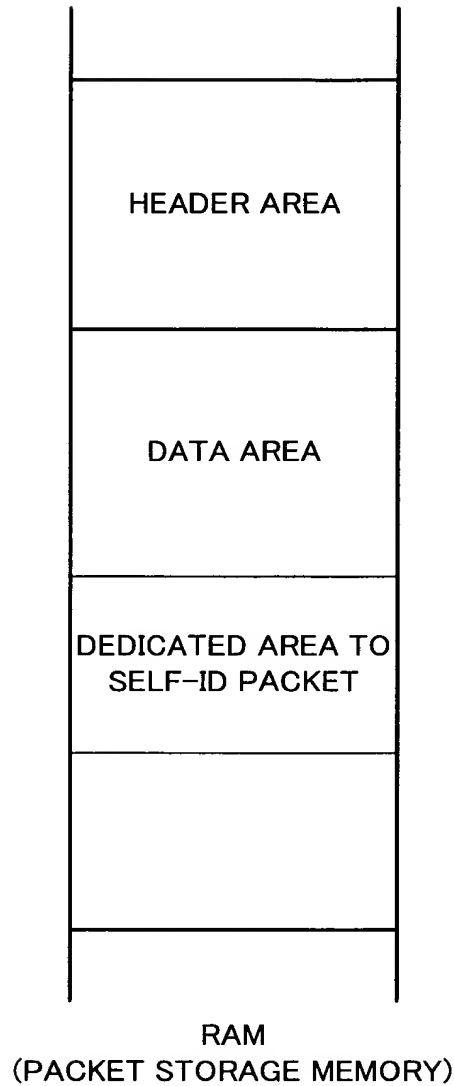 HEADER AREA
DATA AREA
DEDICATED AREA TO
SELF-ID PACKET
RAM
(PACKET STORAGE MEMORY)